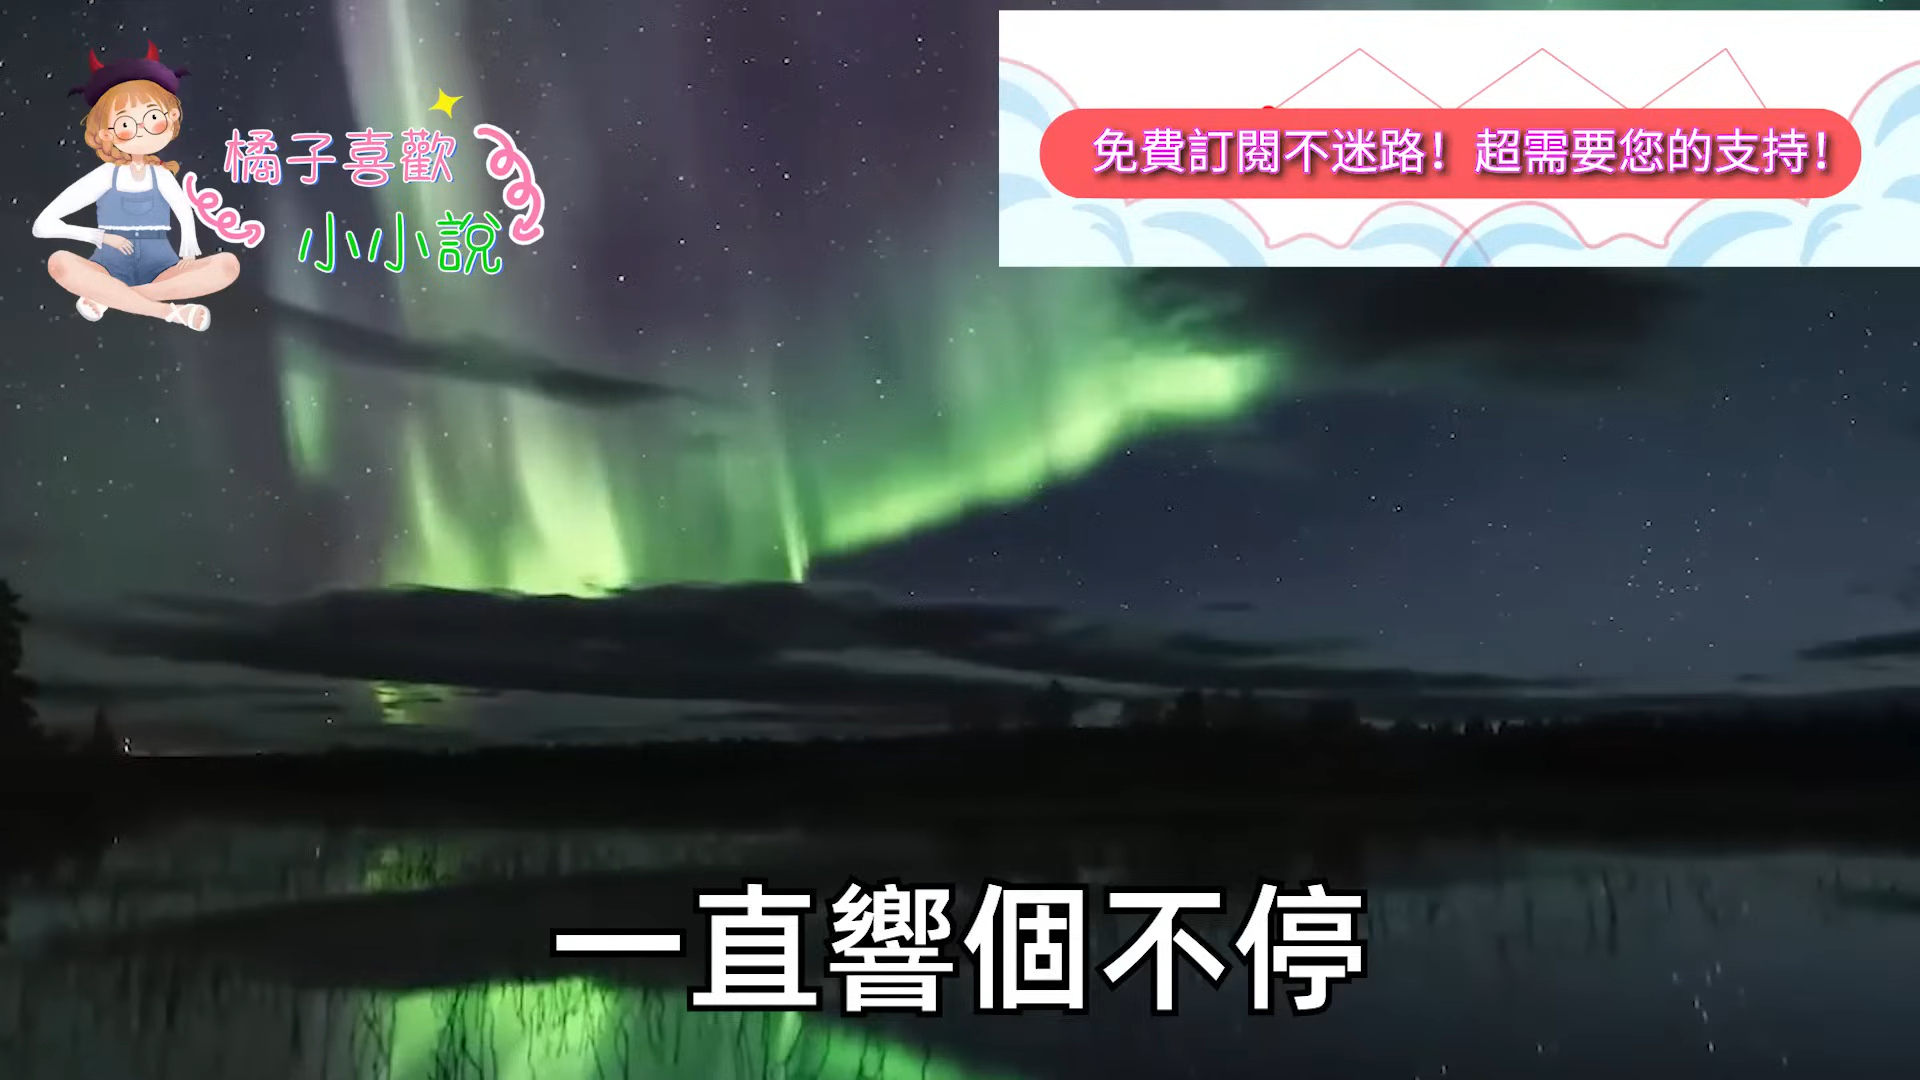 橘子喜歡
小小說
免費訂閱不迷路！超需要您的支持！
一直響個不停